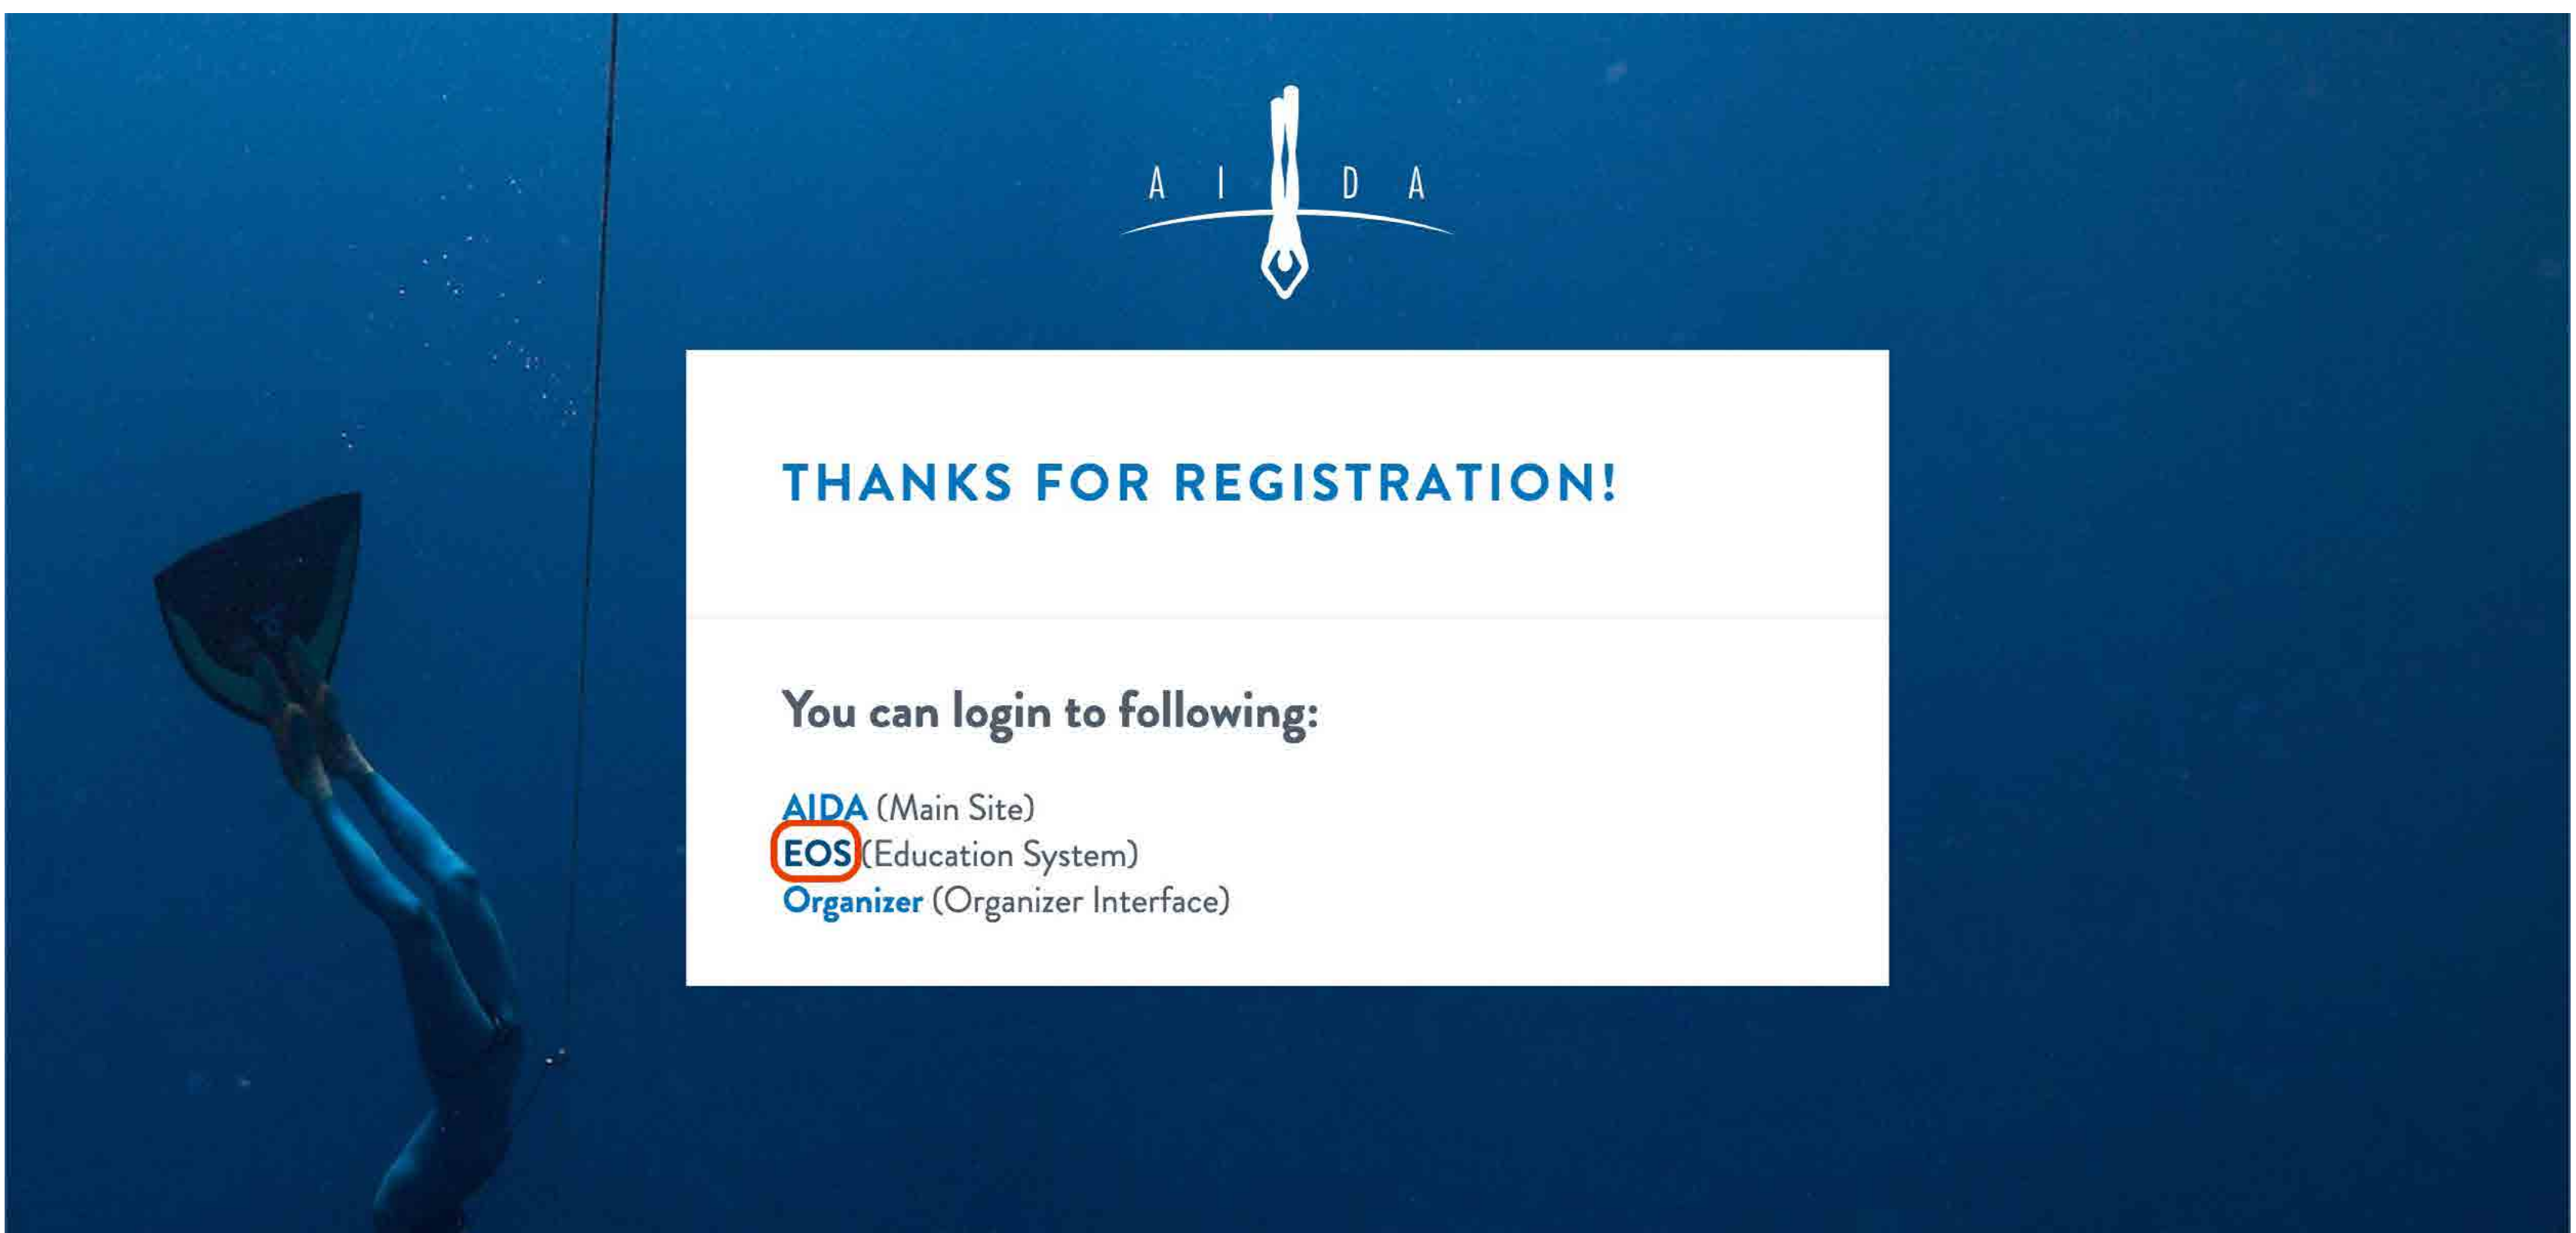 A I D A
THANKS FOR REGISTRATION!
You can login to following:
AIDA (Main Site)
EOS (Education System)
Organizer (Organizer Interface)